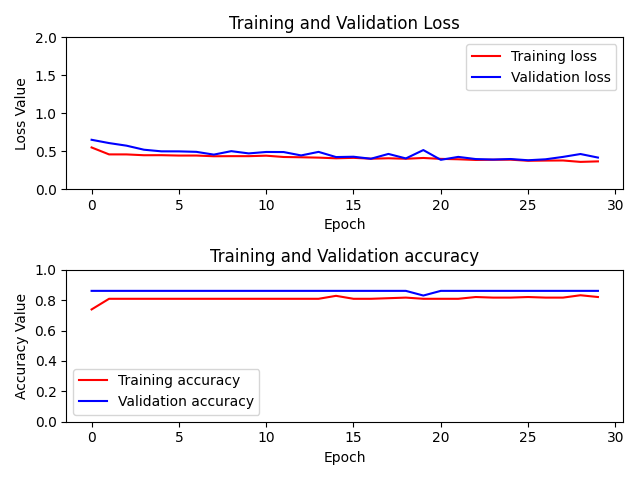 Training and Validation Loss
2.0
1.5
1.0
0.5
0.0
Loss Value
Training loss
Validation loss
0 5 10 15 20 25 30
Epoch
Training and Validation accuracy
1.0
0.8
0.6
0.4
0.2
0.0
Accuracy Value
Training accuracy
Validation accuracy
0 5 10 15 20 25 30
Epoch